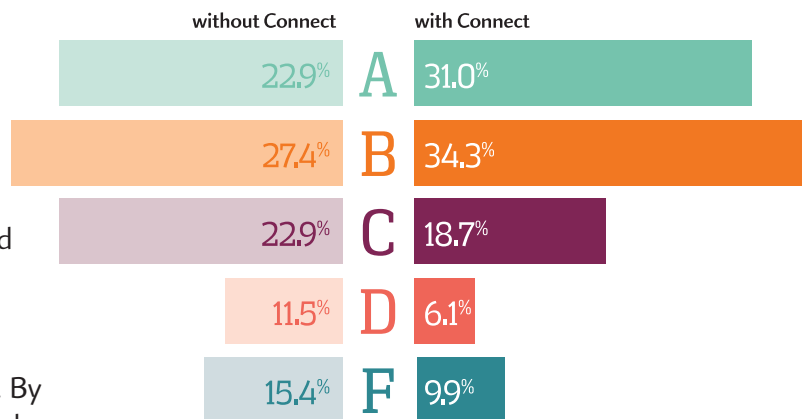 without Connect with Connect
22.9% A 31.0%
27.4% B 34.3%
22.9% C 18.7%
d
11.5% D 6.1%
15.4% F 9.9%
By